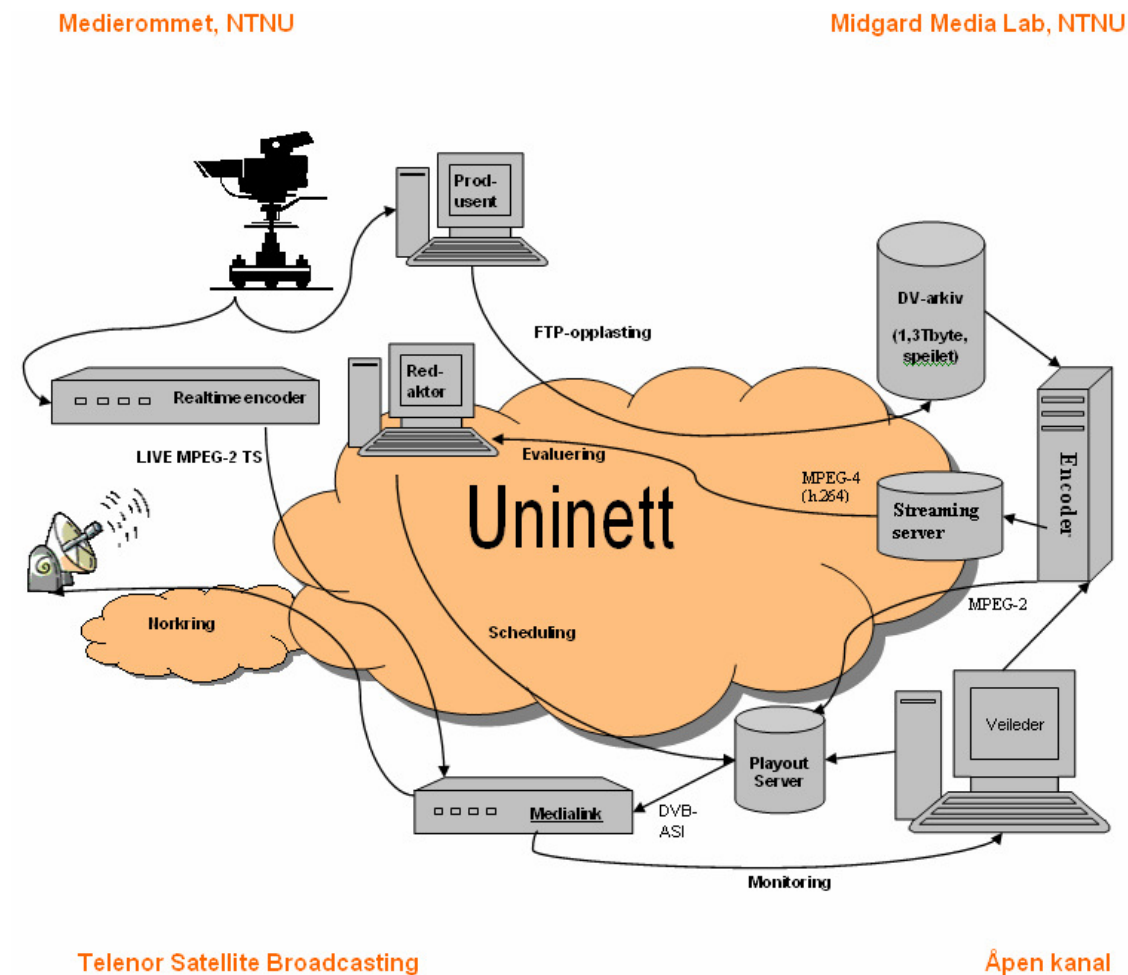 Medierommet, NTNU
Midgard Media Lab, NTNU
Prod-
usent
DV-arkiv
(1,3Tbyte,
speilet)
FTP-opplasting
Red-
aktør
Realtime encoder
LIVE MPEG-2 TS
Evaluering
MPEG-4
(h.264)
Streaming
server
Encoder
Uninett
MPEG-2
Norkring
Scheduling
Veileder
Playout
Server
Medialink
DVB-
ASI
Monitoring
Telenor Satellite Broadcasting
Åpen kanal